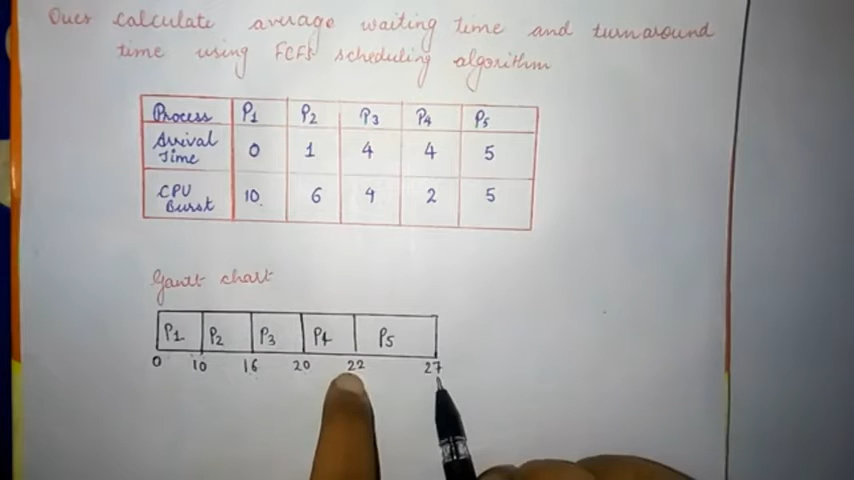 Ques calculate average waiting time and turnaround
time using FCFS scheduling algorithm
Process P1 P2 P3 P4 P5
Arrival Time 0 1 4 4 5
CPU Burst 10 6 4 2 5
Gantt chart
P1 P2 P3 P4 P5
0 10 16 20 22 27